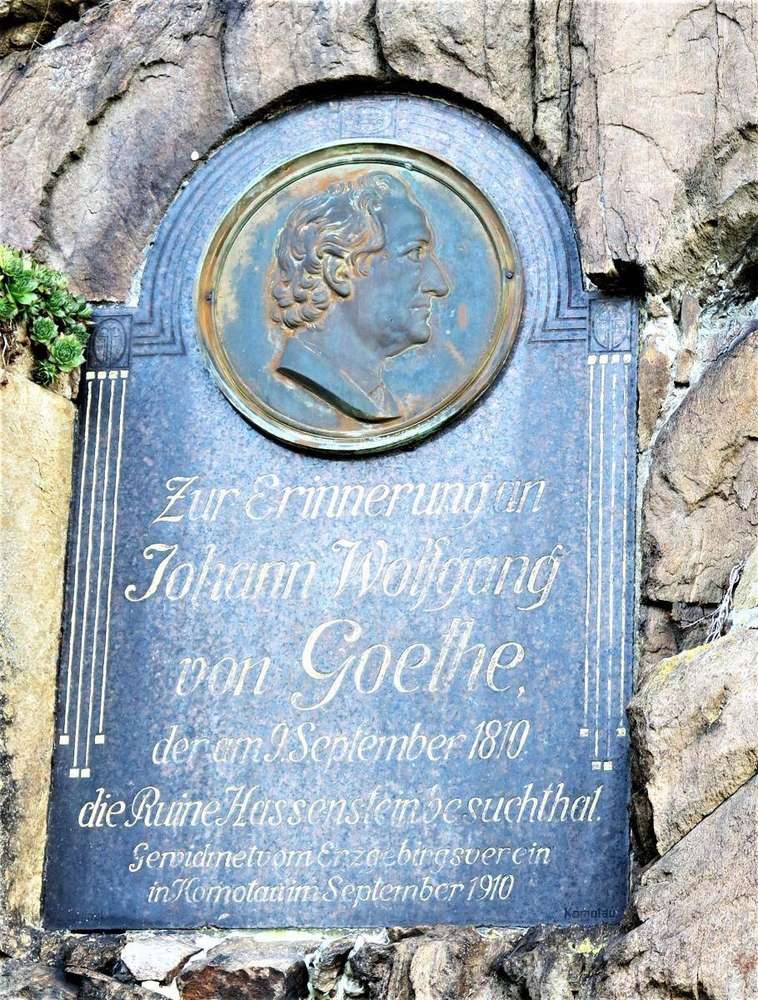 Zur Erinnerung an
Johann Wolfgang
von Goethe,
der am 9. September 1810
die Ruine Hassenstein besucht hat.
Gewidmet vom Erzgebirgsverein
in Komotau im September 1910
Komotau